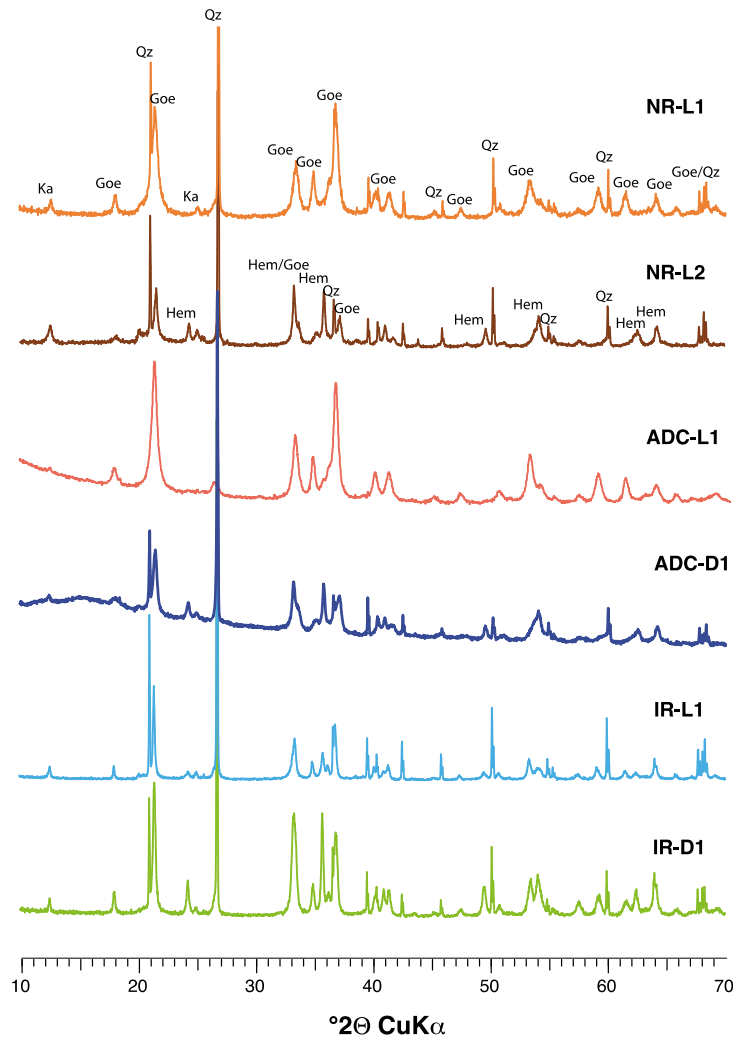 Qz
Qz
Goe
Goe
NR-L1
Goe
Goe
Goe
Qz
Goe
Qz
Goe
Goe
Goe
Goe/Qz
Ka
Goe
Ka
Qz
Goe
Hem/Goe
Hem
NR-L2
Hem
Qz
Goe
Hem
Hem
Qz
Qz
Hem
Hem
ADC-L1
ADC-D1
IR-L1
IR-D1
10 20 30 40 50 60 70
°2Θ CuKα